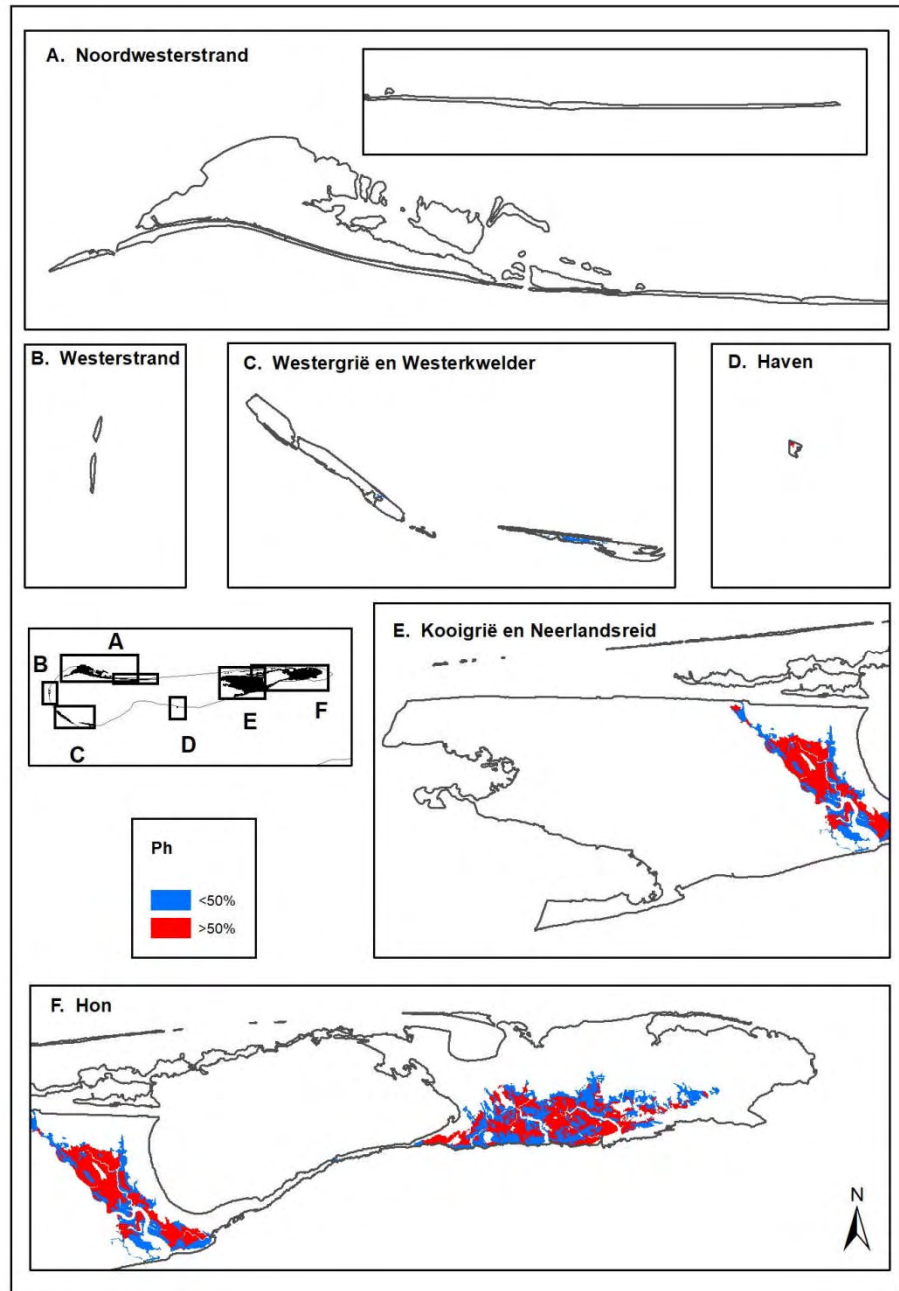 A. Noordwesterstrand
B. Westerstrand
C. Westergrië en Westerkwelder
D. Haven
A
B
C
D
E
F
E. Kooigrië en Neerlandsreid
Ph
<50%
>50%
F. Hon
N